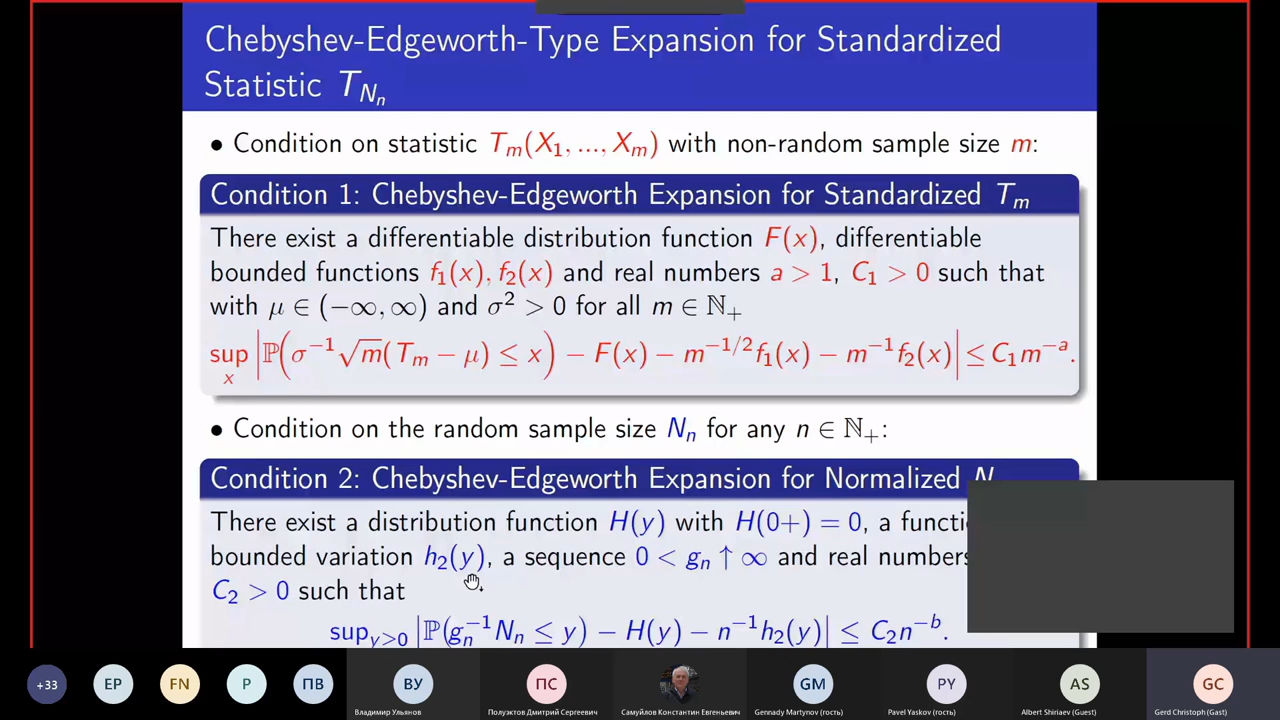 Chebyshev-Edgeworth-Type Expansion for Standardized
Statistic T_{N_n}
• Condition on statistic T_m(X_1, ..., X_m) with non-random sample size m:
Condition 1: Chebyshev-Edgeworth Expansion for Standardized T_m
There exist a differentiable distribution function F(x), differentiable
bounded functions f_1(x), f_2(x) and real numbers a > 1, C_1 > 0 such that
with μ ∈ (−∞, ∞) and σ² > 0 for all m ∈ ℕ_+
sup_x |ℙ(σ^{−1}√m(T_m − μ) ≤ x) − F(x) − m^{−1/2}f_1(x) − m^{−1}f_2(x)| ≤ C_1m^{−a}.
• Condition on the random sample size N_n for any n ∈ ℕ_+:
Condition 2: Chebyshev-Edgeworth Expansion for Normalized
There exist a distribution function H(y) with H(0+) = 0, a
bounded variation h_2(y), a sequence 0 < g_n ↑ ∞ and real numbers
C_2 > 0 such that
sup_{y>0} |ℙ(g_n^{−1}N_n ≤ y) − H(y) − n^{−1}h_2(y)| ≤ C_2n^{−b}.
+33 EP FN P ПВ ВУ ПС GM PY AS GC
Владимир Ульянов Полуэктов Дмитрий Сергеевич Самуйлов Константин Евгеньевич Gennady Martynov (гость) Pavel Yaskov (гость) Albert Shiriaev (Guest) Gerd Christoph (Gast)